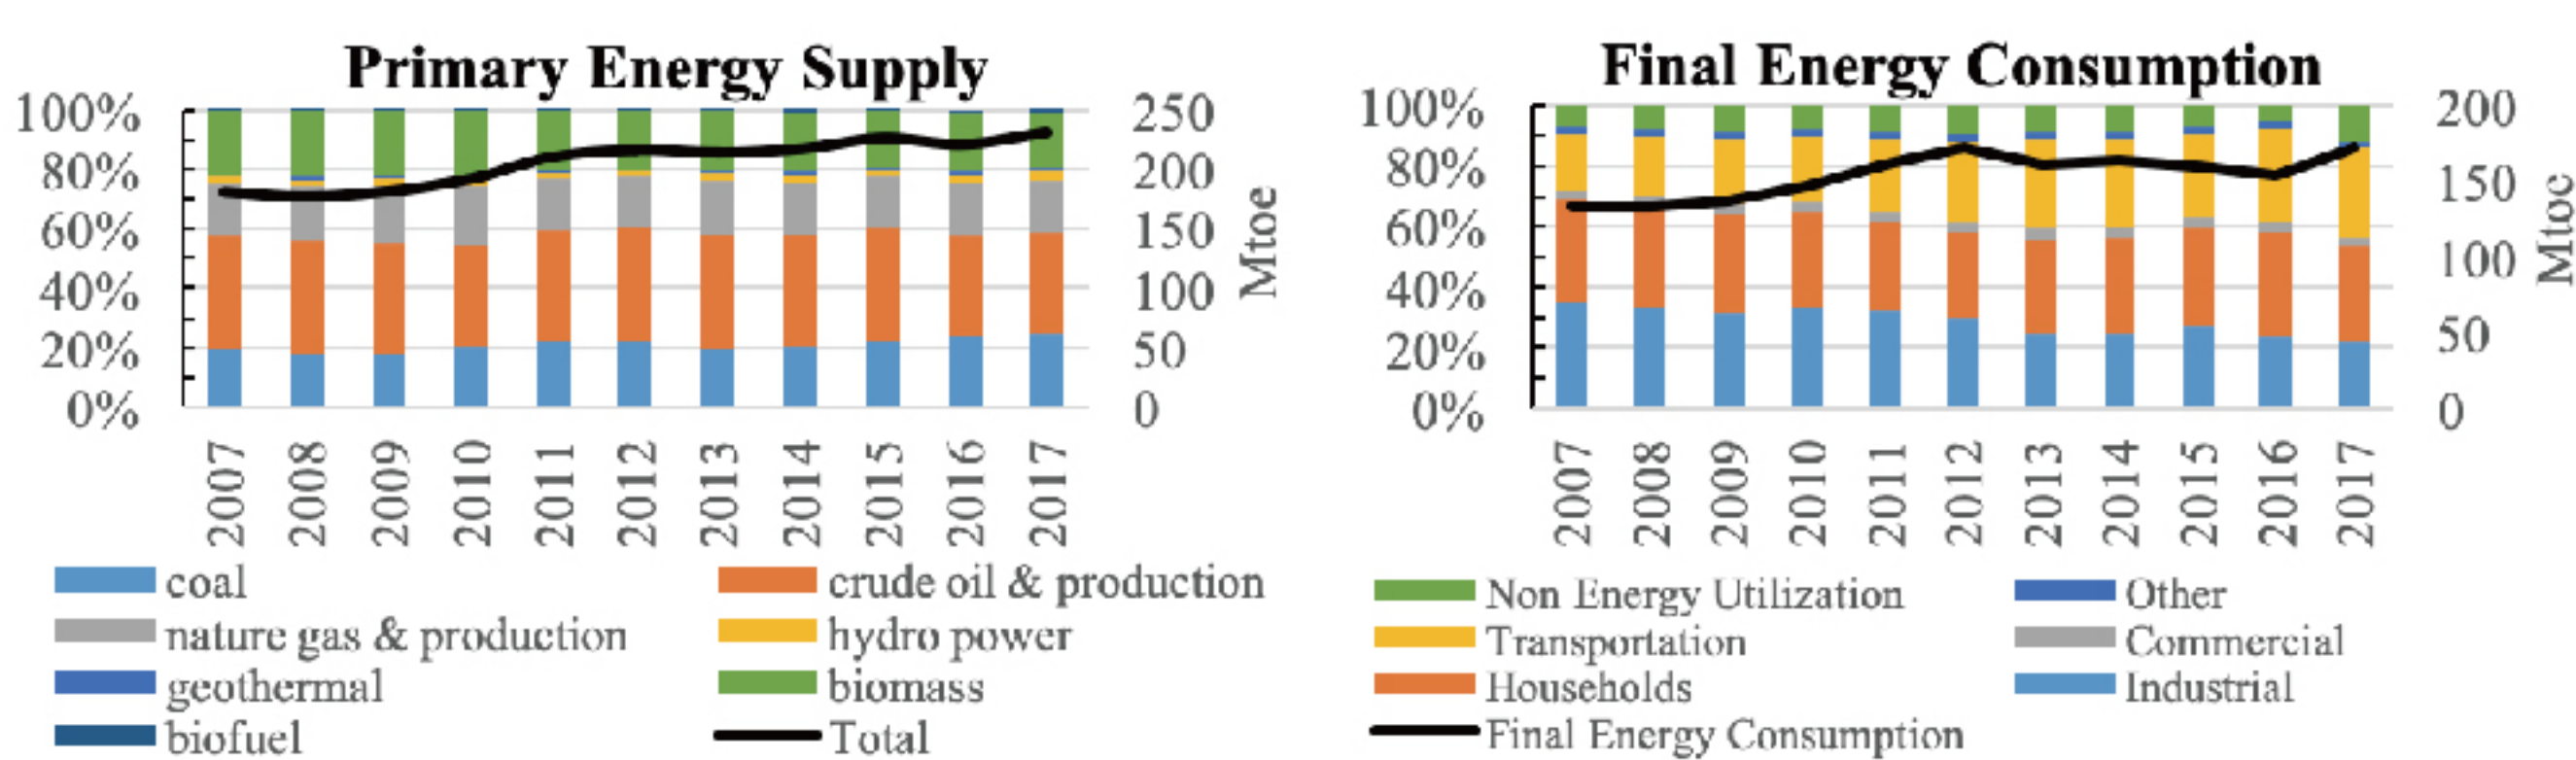 Primary Energy Supply
100%
80%
60%
40%
20%
0%
250
200
150
100
50
0
Mtoe
2007
2008
2009
2010
2011
2012
2013
2014
2015
2016
2017
coal
crude oil & production
nature gas & production
hydro power
geothermal
biomass
biofuel
Total
Final Energy Consumption
100%
80%
60%
40%
20%
0%
200
150
100
50
0
Mtoe
2007
2008
2009
2010
2011
2012
2013
2014
2015
2016
2017
Non Energy Utilization
Other
Transportation
Commercial
Households
Industrial
Final Energy Consumption